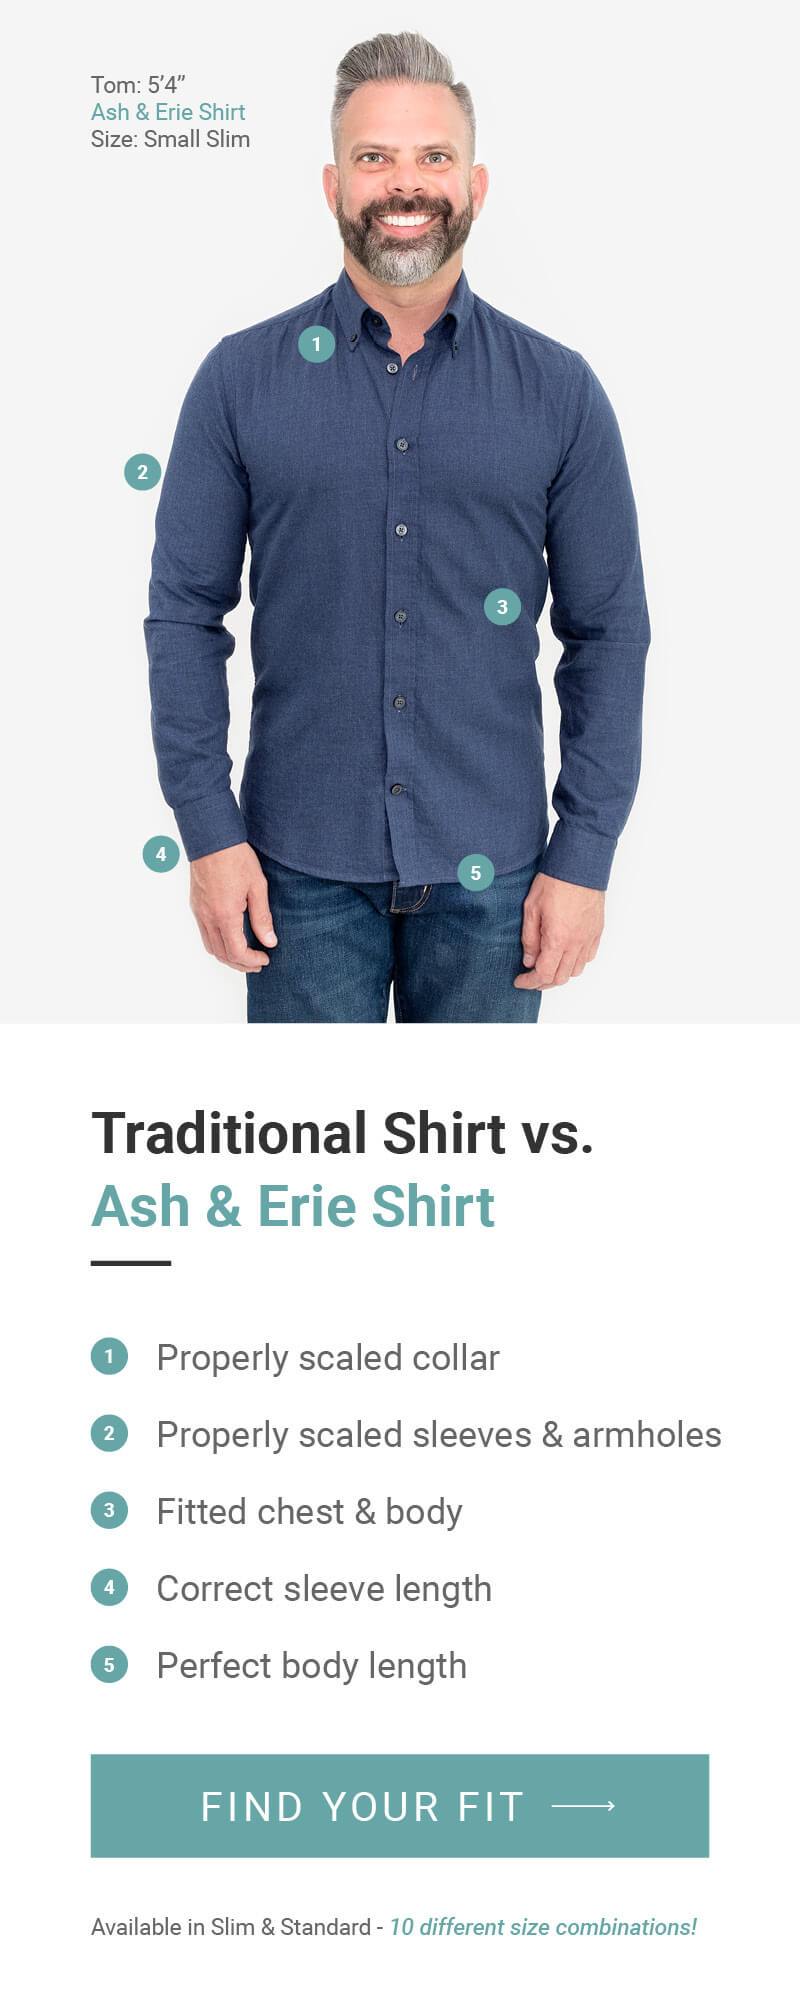 Tom: 5’4”
Ash & Erie Shirt
Size: Small Slim
1
2
3
4
5
Traditional Shirt vs.
Ash & Erie Shirt
1 Properly scaled collar
2 Properly scaled sleeves & armholes
3 Fitted chest & body
4 Correct sleeve length
5 Perfect body length
FIND YOUR FIT
Available in Slim & Standard - 10 different size combinations!